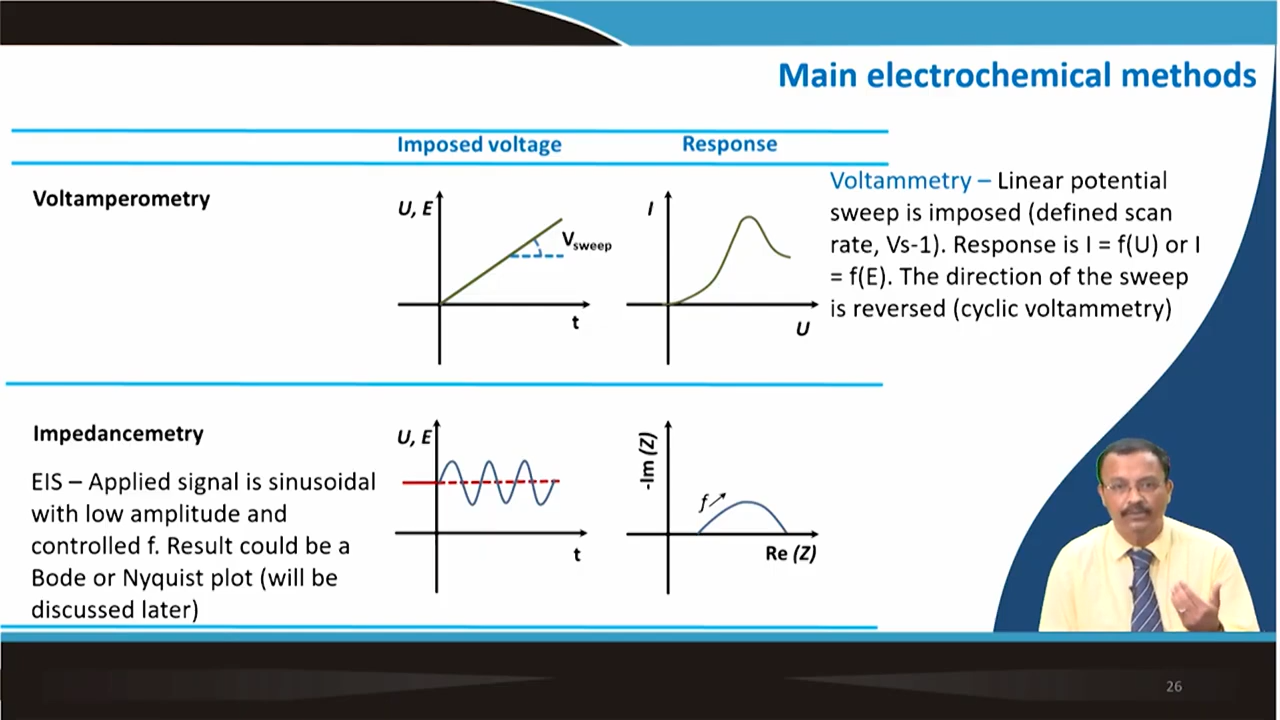 Main electrochemical methods
Imposed voltage
Response
Voltamperometry
U, E
Vsweep
t
I
U
Voltammetry – Linear potential
sweep is imposed (defined scan
rate, Vs-1). Response is I = f(U) or I
= f(E). The direction of the sweep
is reversed (cyclic voltammetry)
Impedancemetry
EIS – Applied signal is sinusoidal
with low amplitude and
controlled f. Result could be a
Bode or Nyquist plot (will be
discussed later)
U, E
t
-Im (Z)
f
Re (Z)
26